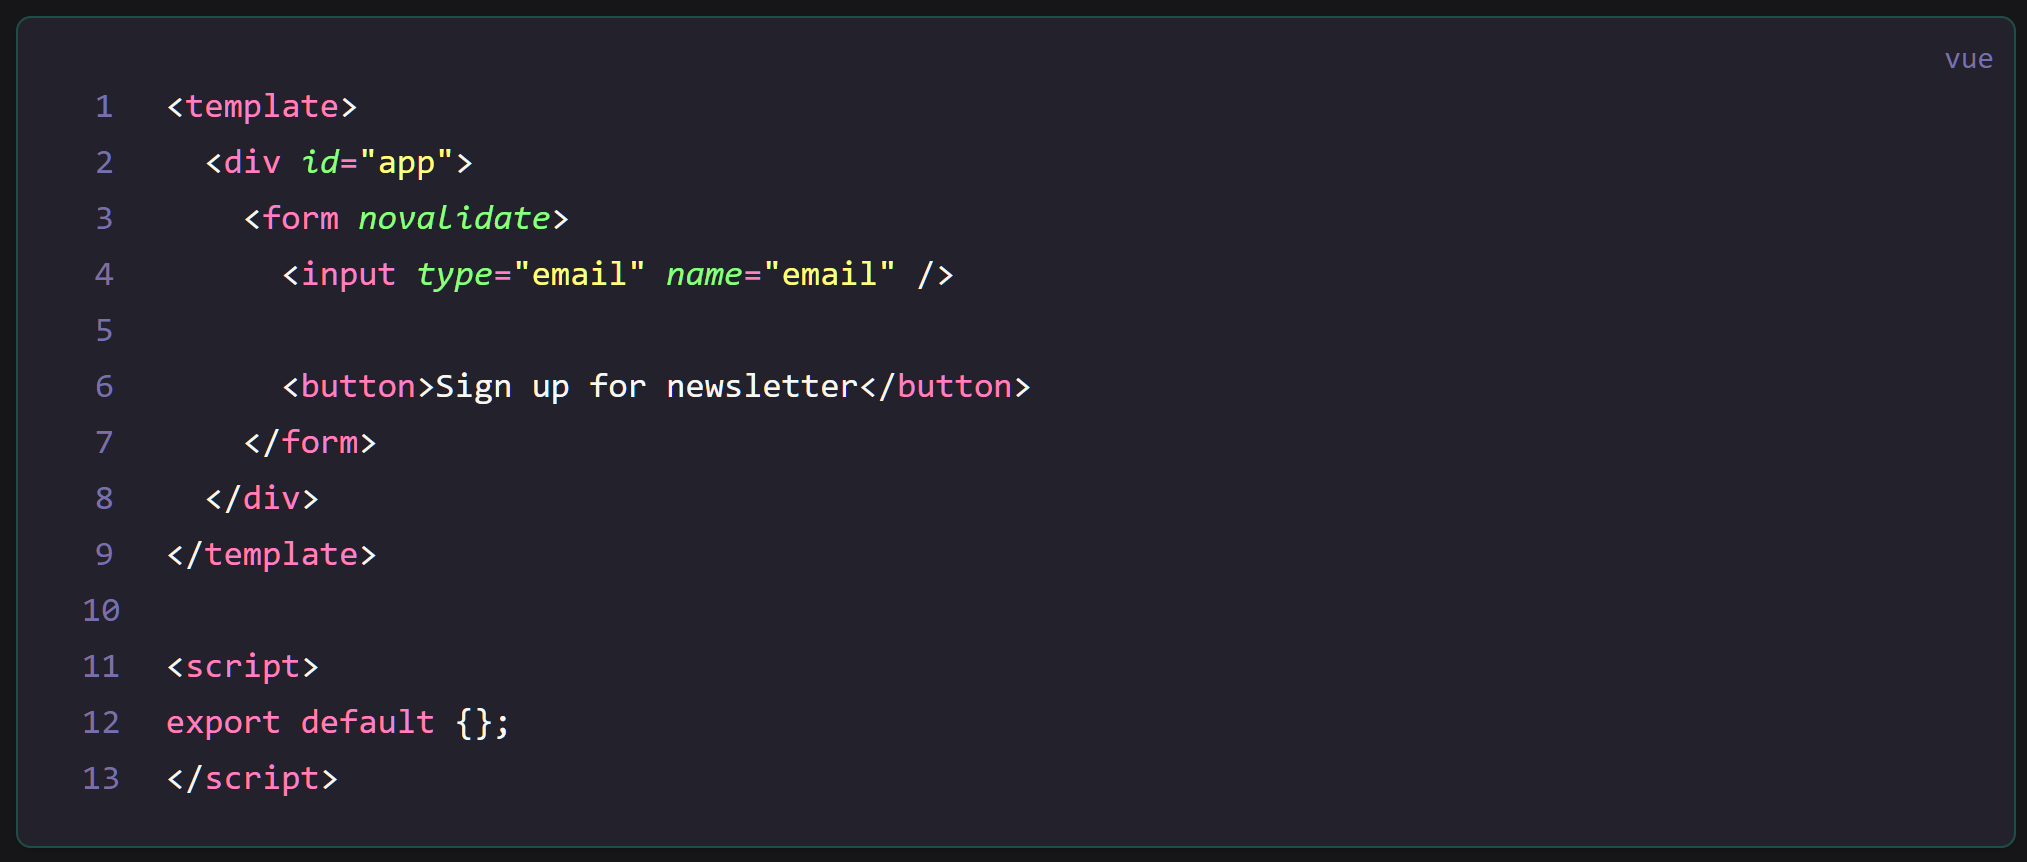 vue
1 <template>
2   <div id="app">
3     <form novalidate>
4       <input type="email" name="email" />
5
6       <button>Sign up for newsletter</button>
7     </form>
8   </div>
9 </template>
10
11 <script>
12 export default {};
13 </script>